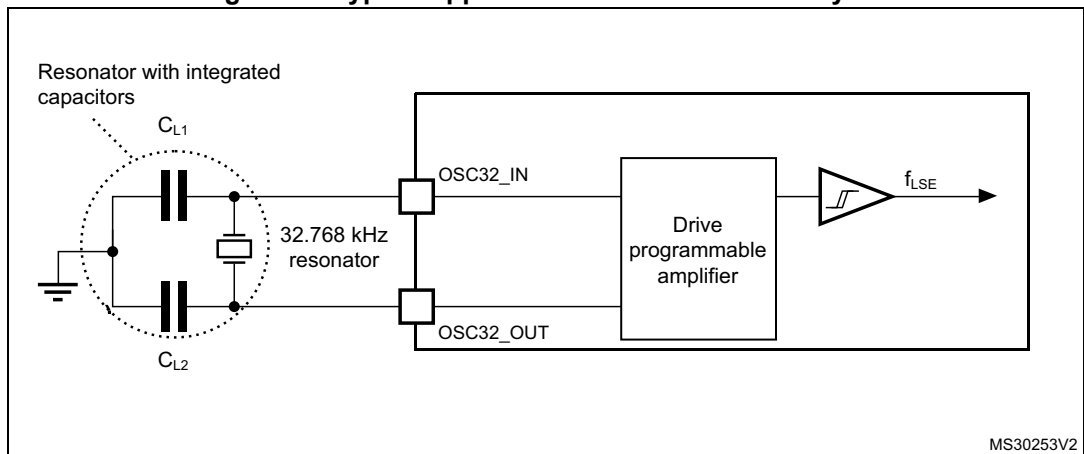 Resonator with integrated
capacitors
CL1
OSC32_IN
fLSE
32.768 kHz
resonator
Drive
programmable
amplifier
OSC32_OUT
CL2
MS30253V2